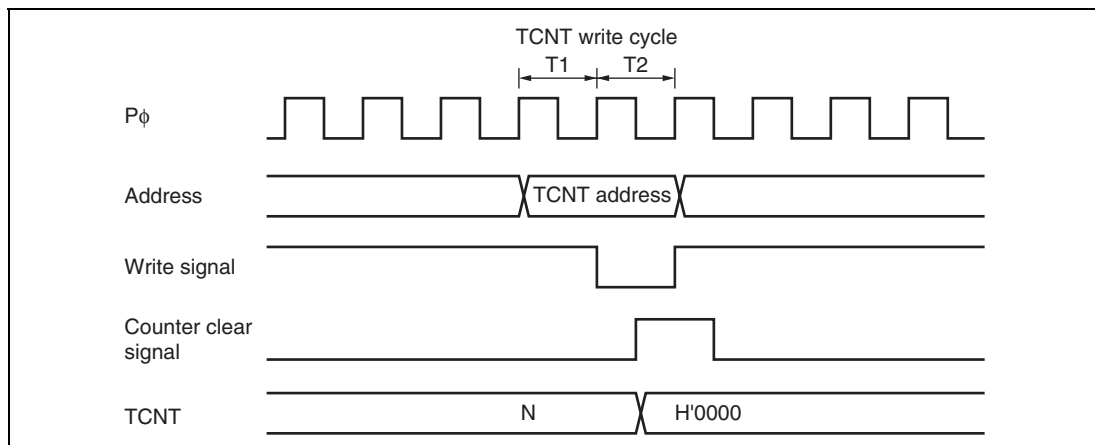 TCNT write cycle
T1 T2
Pϕ
Address
TCNT address
Write signal
Counter clear
signal
TCNT
N
H'0000